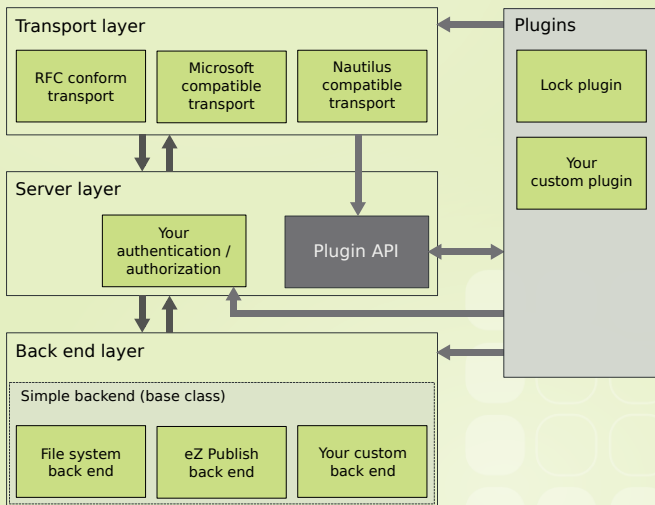 Transport layer
RFC conform
transport
Microsoft
compatible
transport
Nautilus
compatible
transport
Plugins
Lock plugin
Your
custom plugin
Server layer
Your
authentication /
authorization
Plugin API
Back end layer
Simple backend (base class)
File system
back end
eZ Publish
back end
Your custom
back end